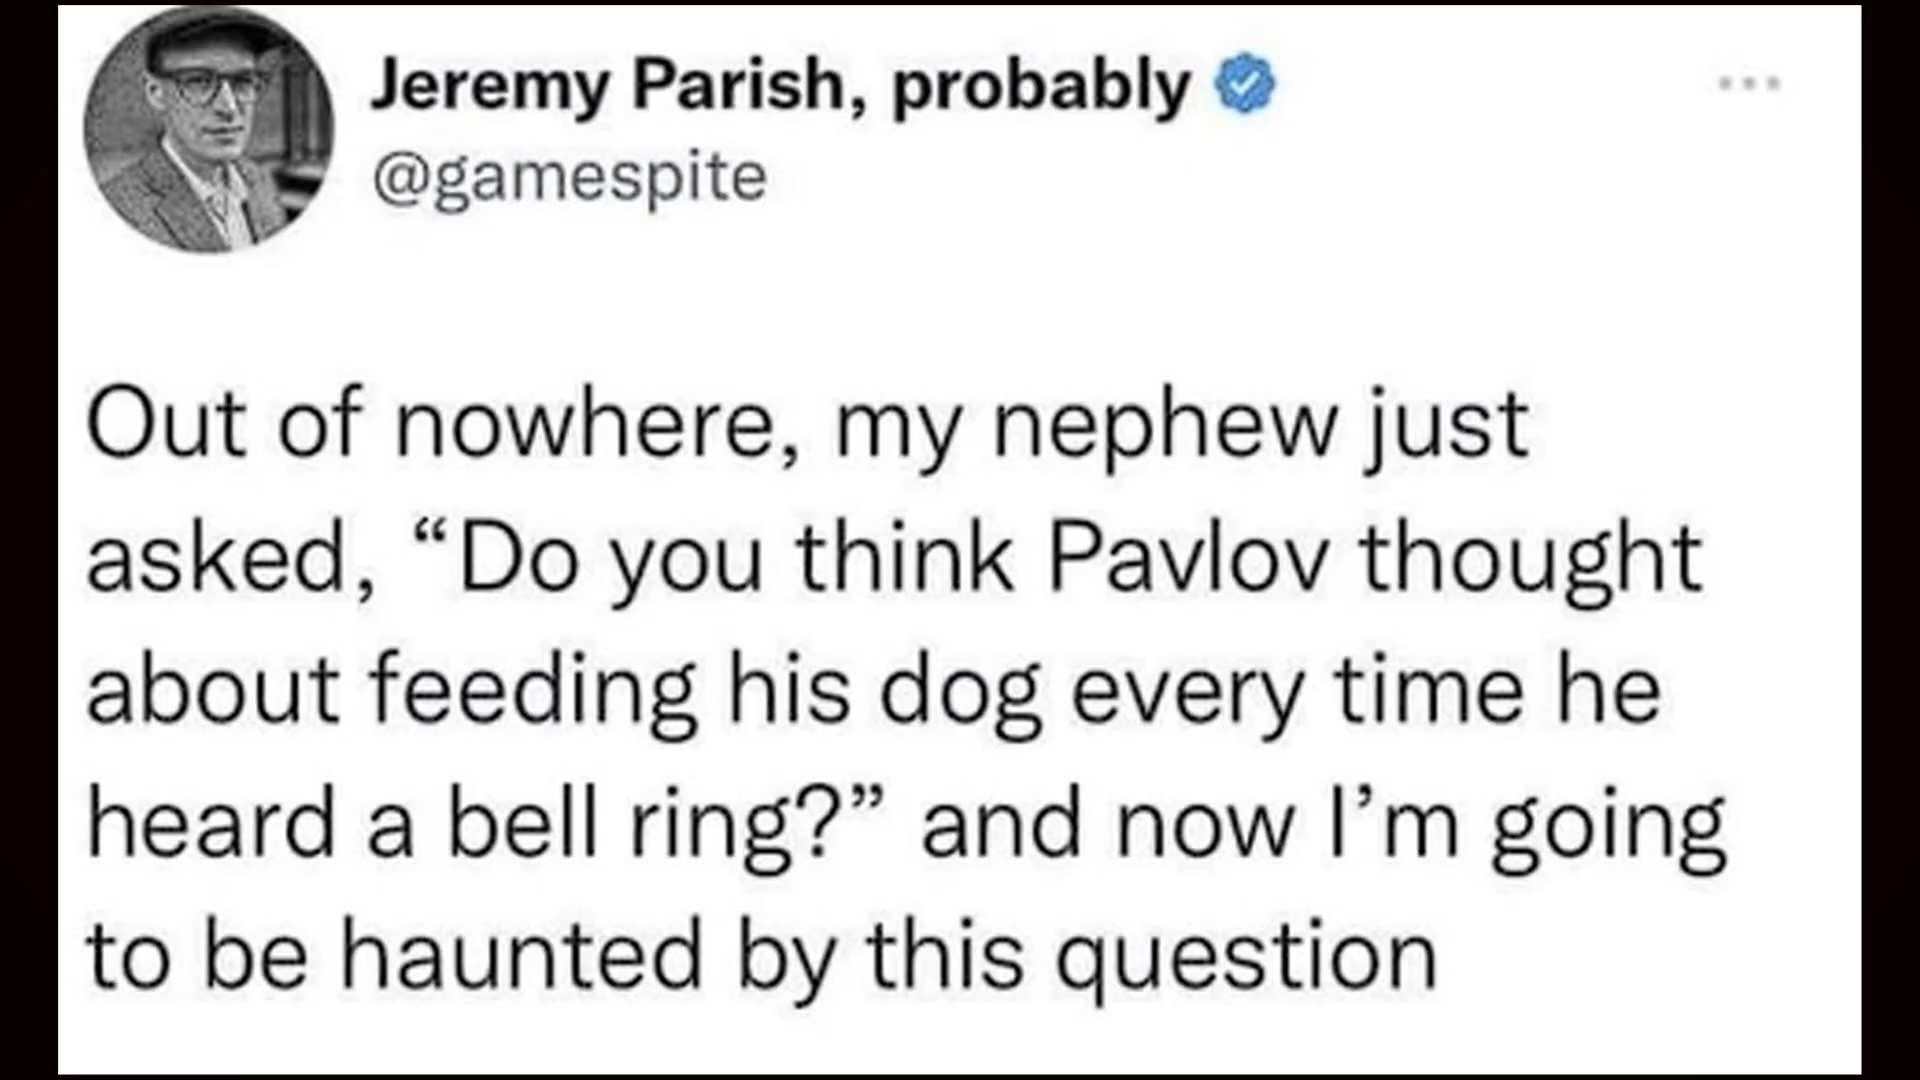 Jeremy Parish, probably
@gamespite
Out of nowhere, my nephew just
asked, “Do you think Pavlov thought
about feeding his dog every time he
heard a bell ring?” and now I’m going
to be haunted by this question